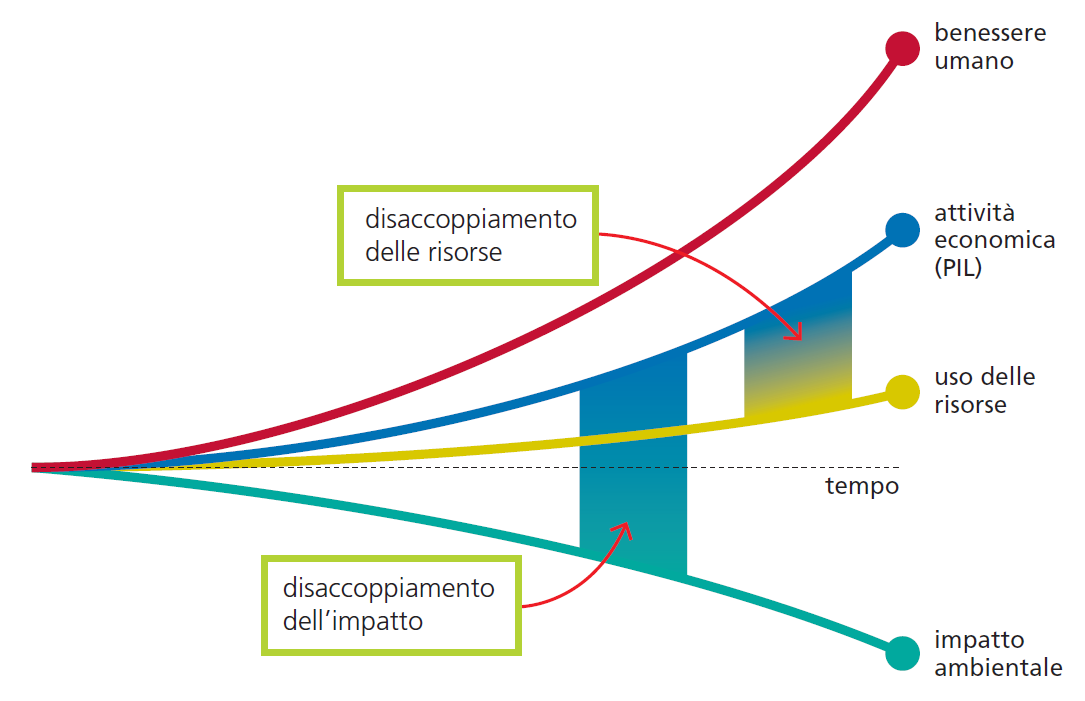 benessere
umano
disaccoppiamento
delle risorse
attività
economica
(PIL)
uso delle
risorse
tempo
disaccoppiamento
dell’impatto
impatto
ambientale